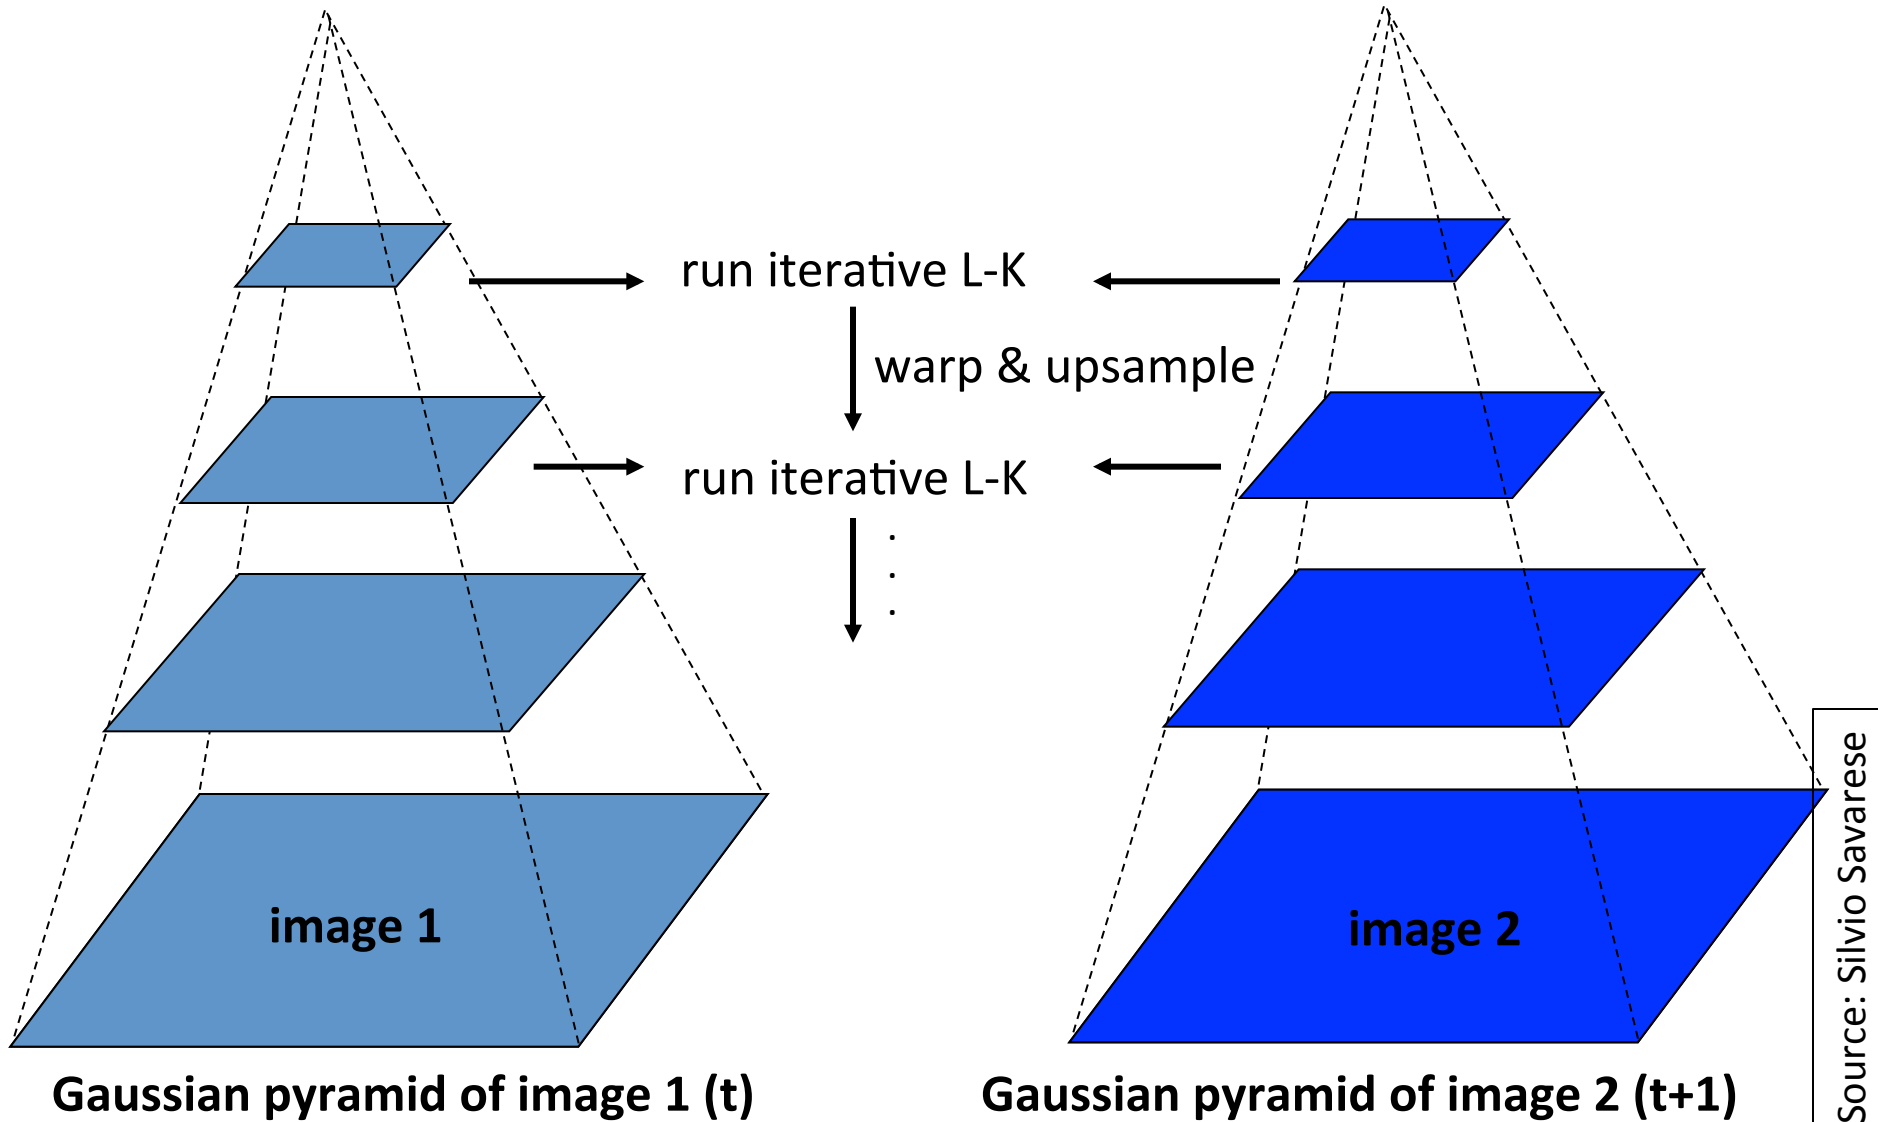 run iterative L-K
warp & upsample
run iterative L-K
.
.
.
image 1
image 2
Gaussian pyramid of image 1 (t)
Gaussian pyramid of image 2 (t+1)
Source: Silvio Savarese